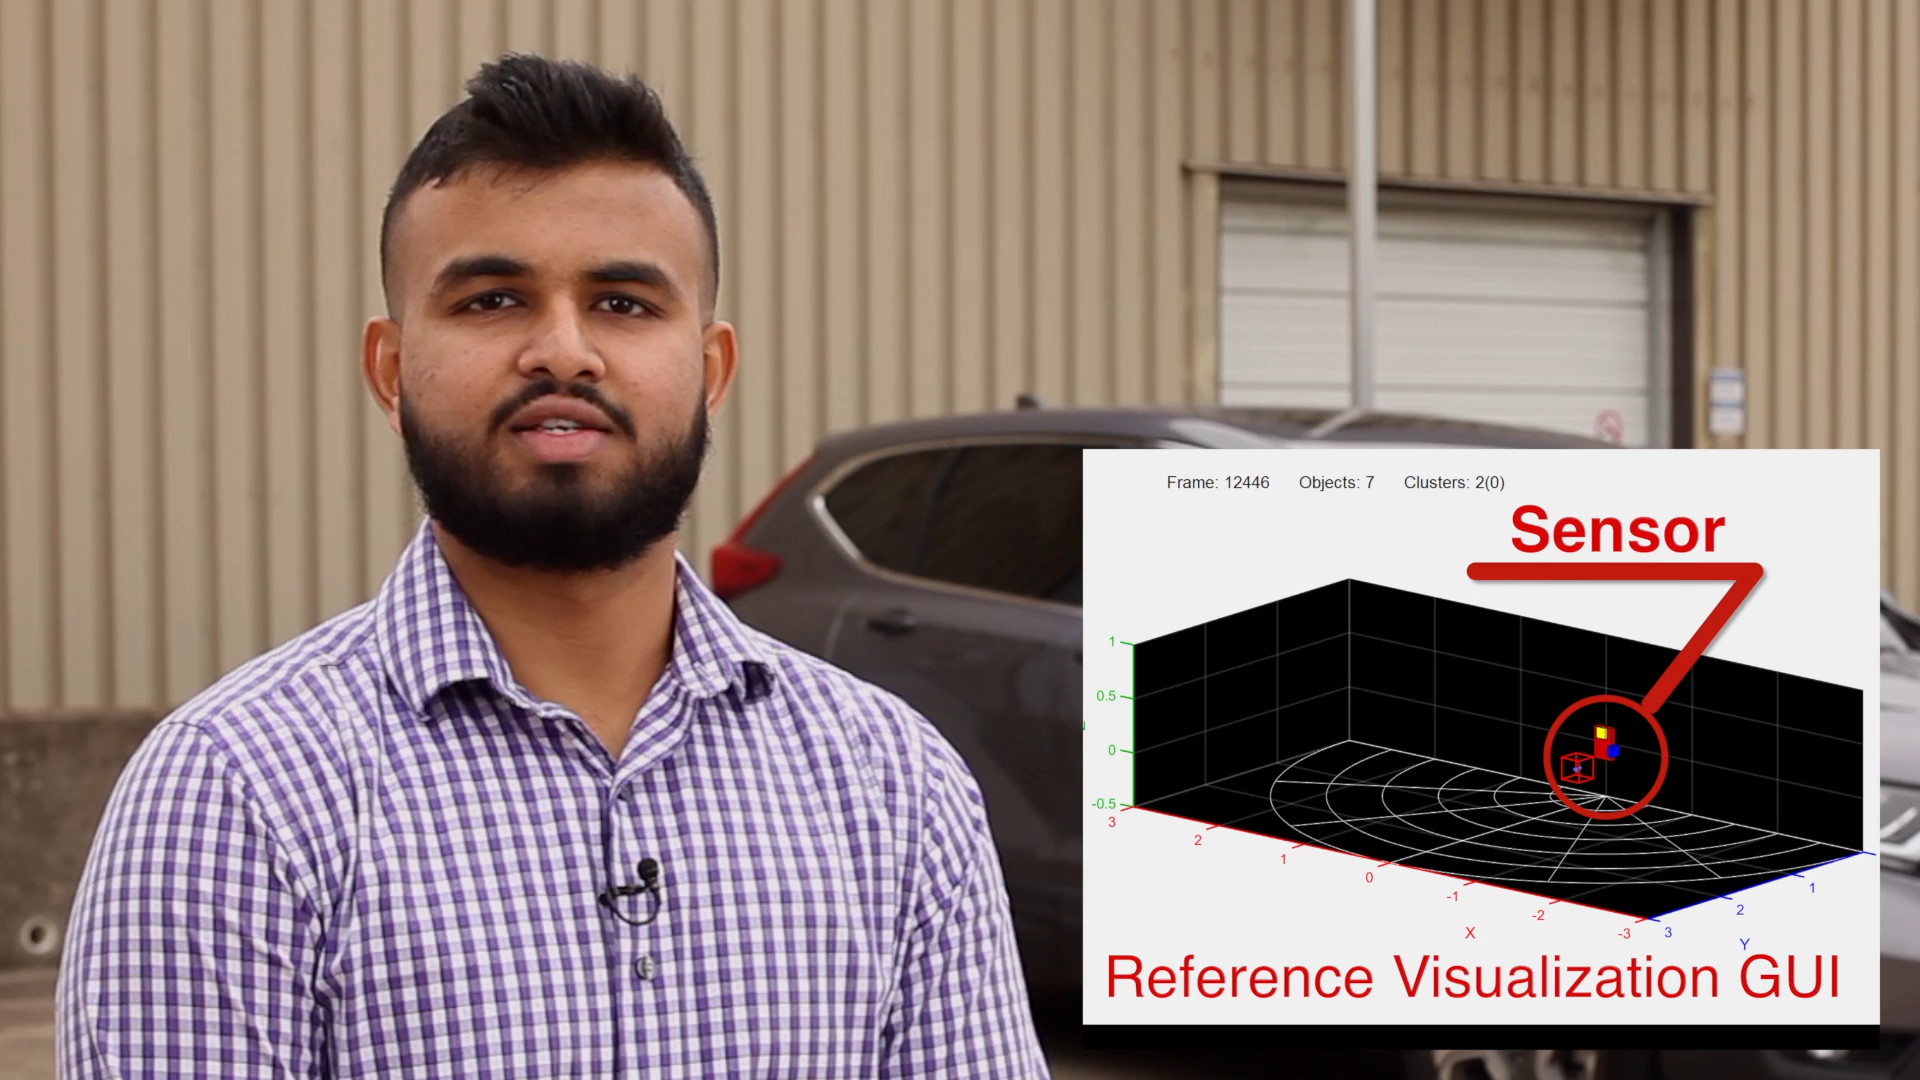 Frame: 12446 Objects: 7 Clusters: 2(0)
Sensor
1
0.5
0
-0.5
3
2
1
0
-1
-2
-3
X
3
2
1
Y
Reference Visualization GUI